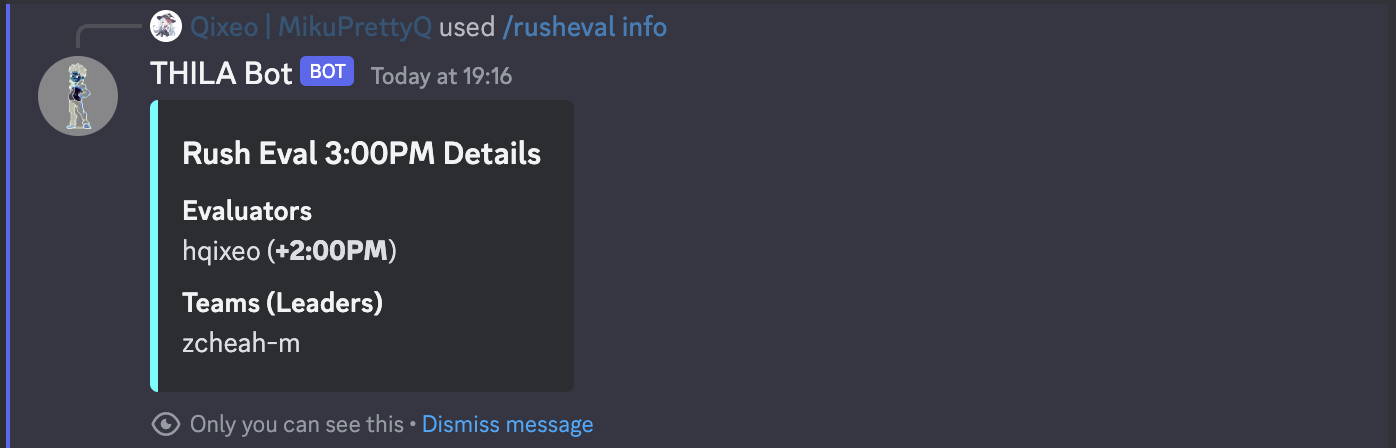 Qixeo | MikuPrettyQ used /rusheval info
THILA Bot BOT Today at 19:16
Rush Eval 3:00PM Details
Evaluators
hqixeo (+2:00PM)
Teams (Leaders)
zcheah-m
Only you can see this • Dismiss message